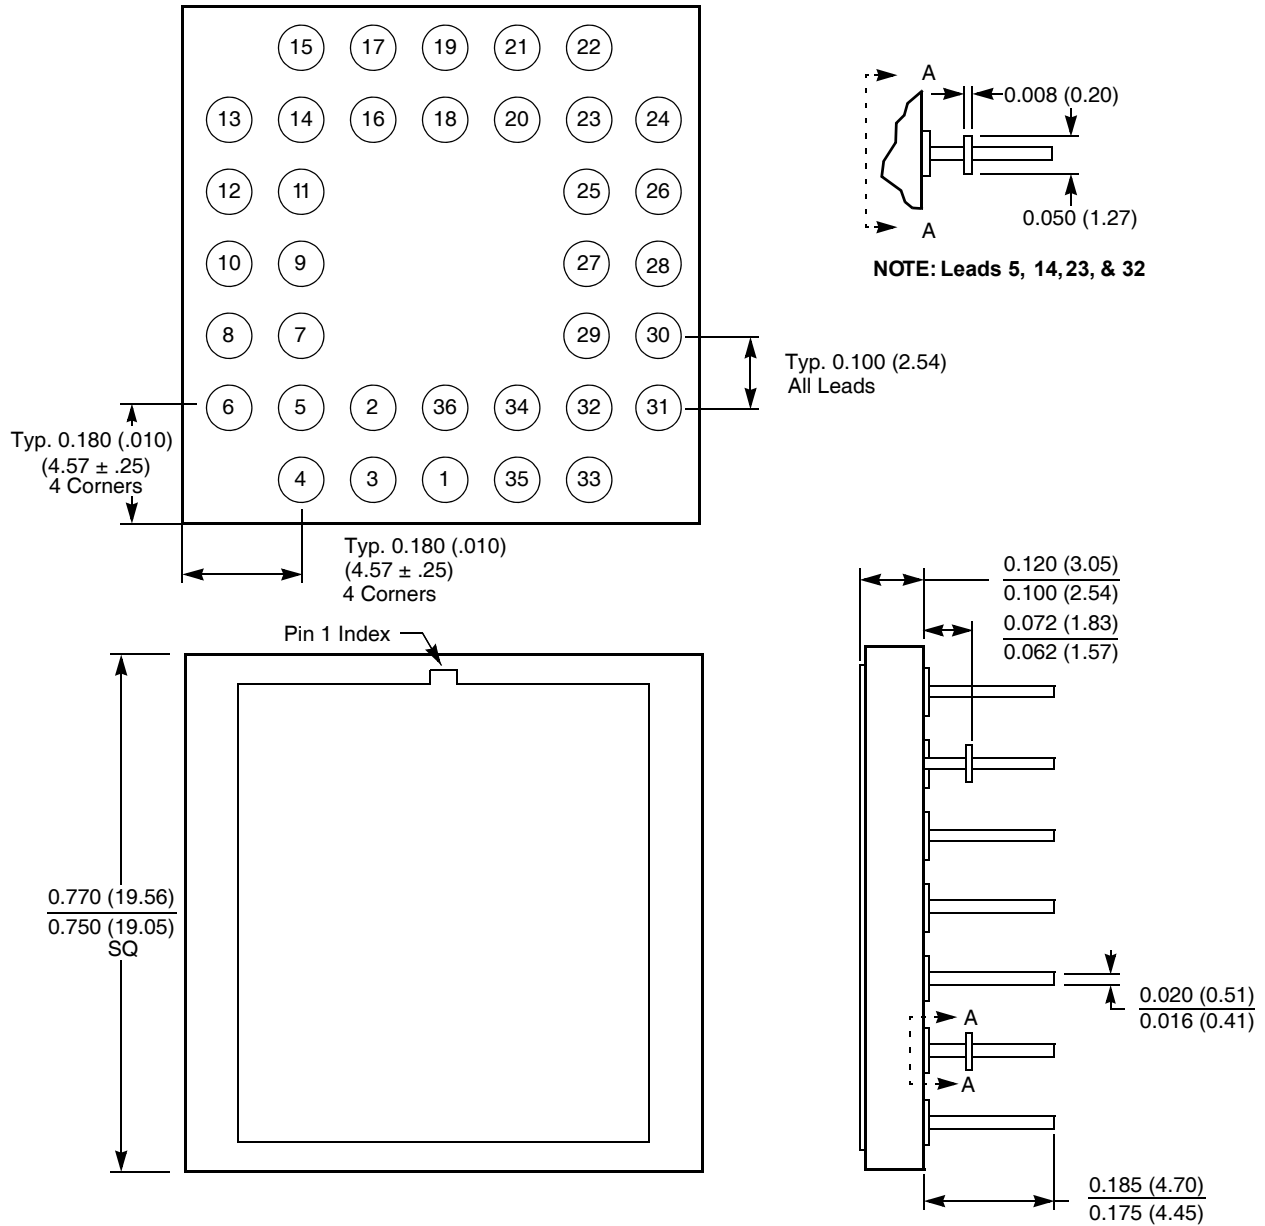 15 17 19 21 22
13 14 16 18 20 23 24
12 11 25 26
10 9 27 28
8 7 29 30
6 5 2 36 34 32 31
4 3 1 35 33
Typ. 0.180 (.010)
(4.57 ± .25)
4 Corners
Typ. 0.180 (.010)
(4.57 ± .25)
4 Corners
Typ. 0.100 (2.54)
All Leads
A
0.008 (0.20)
0.050 (1.27)
A
NOTE: Leads 5, 14, 23, & 32
Pin 1 Index
0.770 (19.56)
0.750 (19.05)
SQ
0.120 (3.05)
0.100 (2.54)
0.072 (1.83)
0.062 (1.57)
0.020 (0.51)
0.016 (0.41)
A
A
0.185 (4.70)
0.175 (4.45)